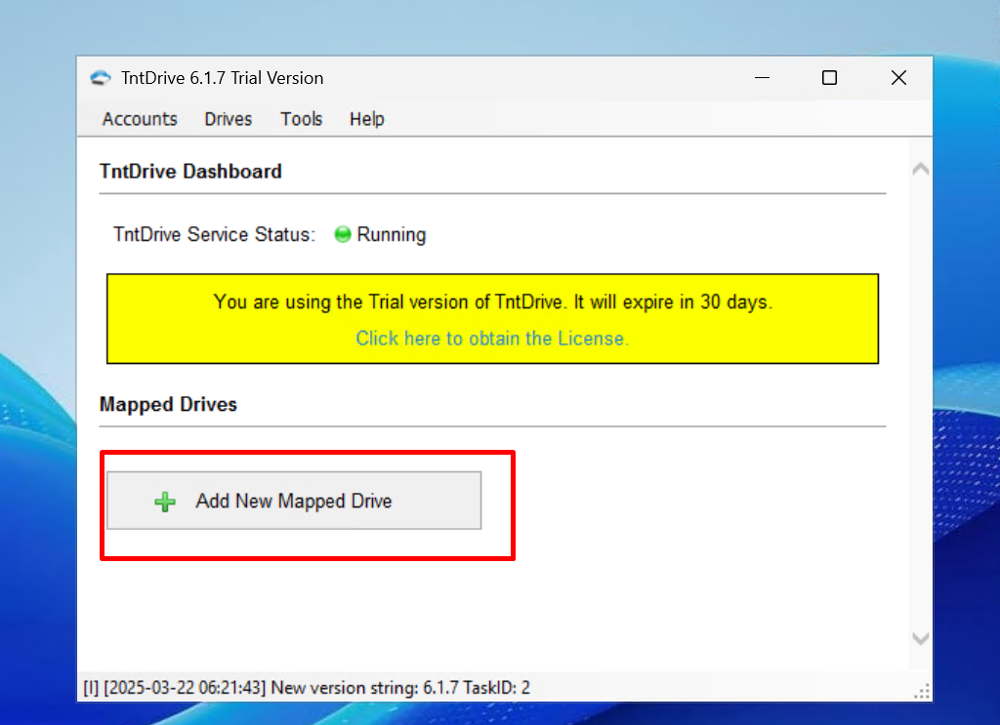 TntDrive 6.1.7 Trial Version
Accounts Drives Tools Help
TntDrive Dashboard
TntDrive Service Status: Running
You are using the Trial version of TntDrive. It will expire in 30 days.
Click here to obtain the License.
Mapped Drives
Add New Mapped Drive
[I] [2025-03-22 06:21:43] New version string: 6.1.7 TaskID: 2